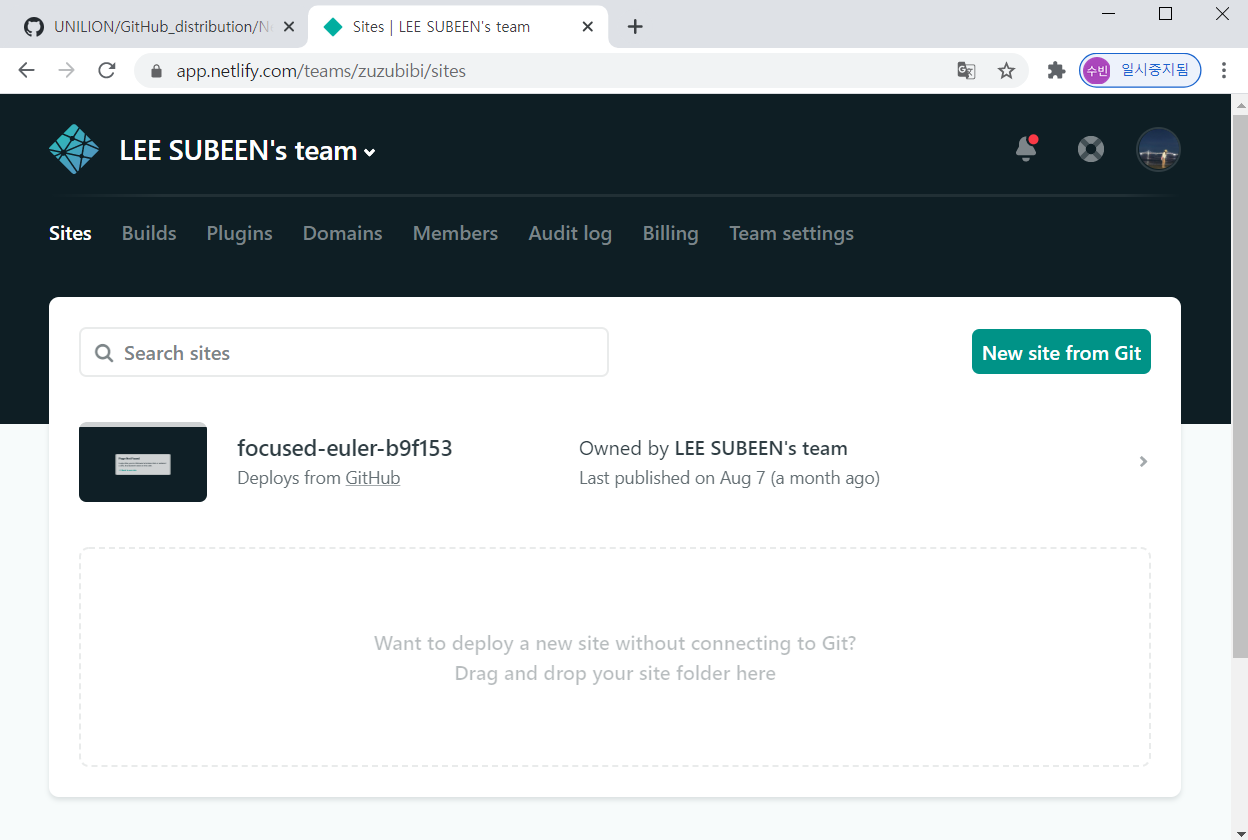 UNILION/GitHub_distribution/Ne
Sites | LEE SUBEEN's team
app.netlify.com/teams/zuzubibi/sites
수빈 일시중지됨
LEE SUBEEN's team
Sites Builds Plugins Domains Members Audit log Billing Team settings
Search sites
New site from Git
focused-euler-b9f153
Deploys from GitHub
Owned by LEE SUBEEN's team
Last published on Aug 7 (a month ago)
Want to deploy a new site without connecting to Git?
Drag and drop your site folder here